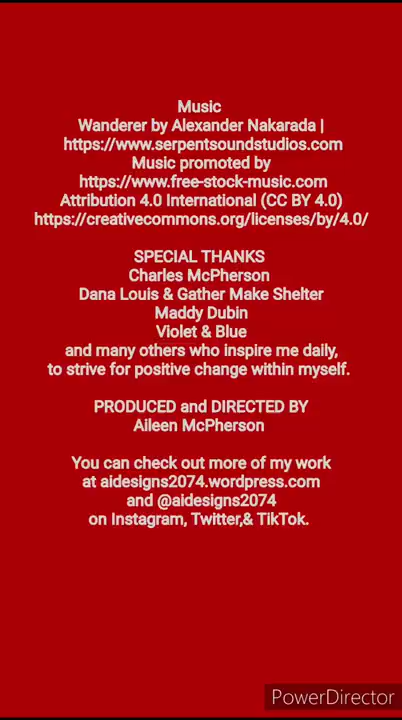 Music
Wanderer by Alexander Nakarada |
https://www.serpentsoundstudios.com
Music promoted by
https://www.free-stock-music.com
Attribution 4.0 International (CC BY 4.0)
https://creativecommons.org/licenses/by/4.0/
SPECIAL THANKS
Charles McPherson
Dana Louis & Gather Make Shelter
Maddy Dubin
Violet & Blue
and many others who inspire me daily,
to strive for positive change within myself.
PRODUCED and DIRECTED BY
Aileen McPherson
You can check out more of my work
at aidesigns2074.wordpress.com
and @aidesigns2074
on Instagram, Twitter,& TikTok.
PowerDirector